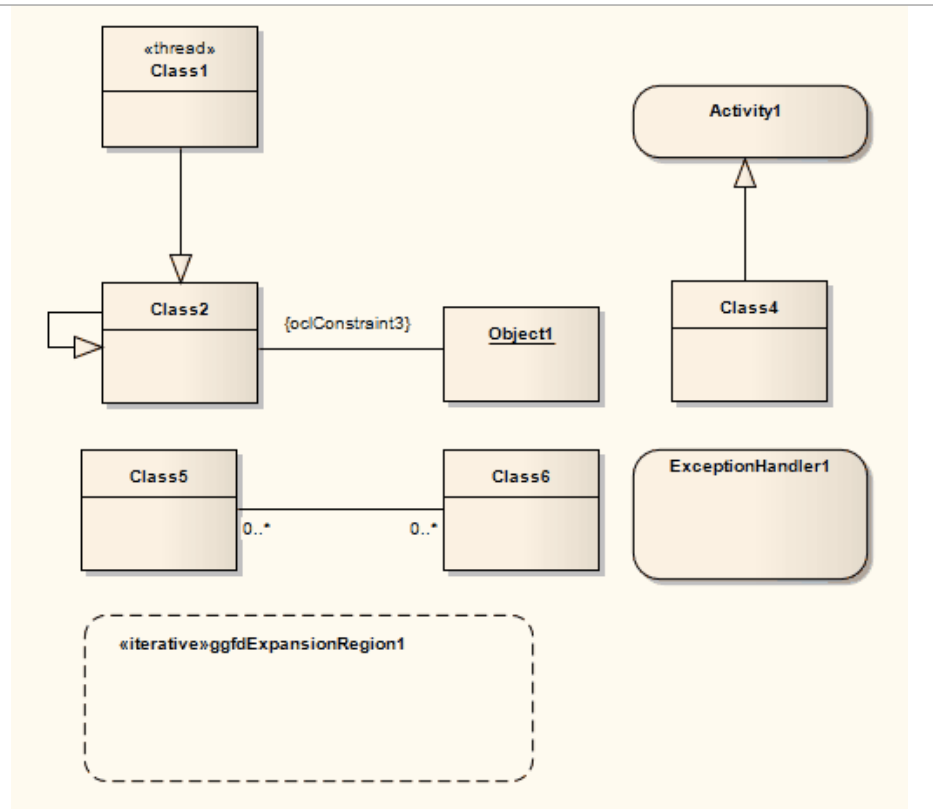 «thread»
Class1
Activity1
Class2
{oclConstraint3}
Object1
Class4
Class5
0..*
0..*
Class6
ExceptionHandler1
«iterative»ggfdExpansionRegion1